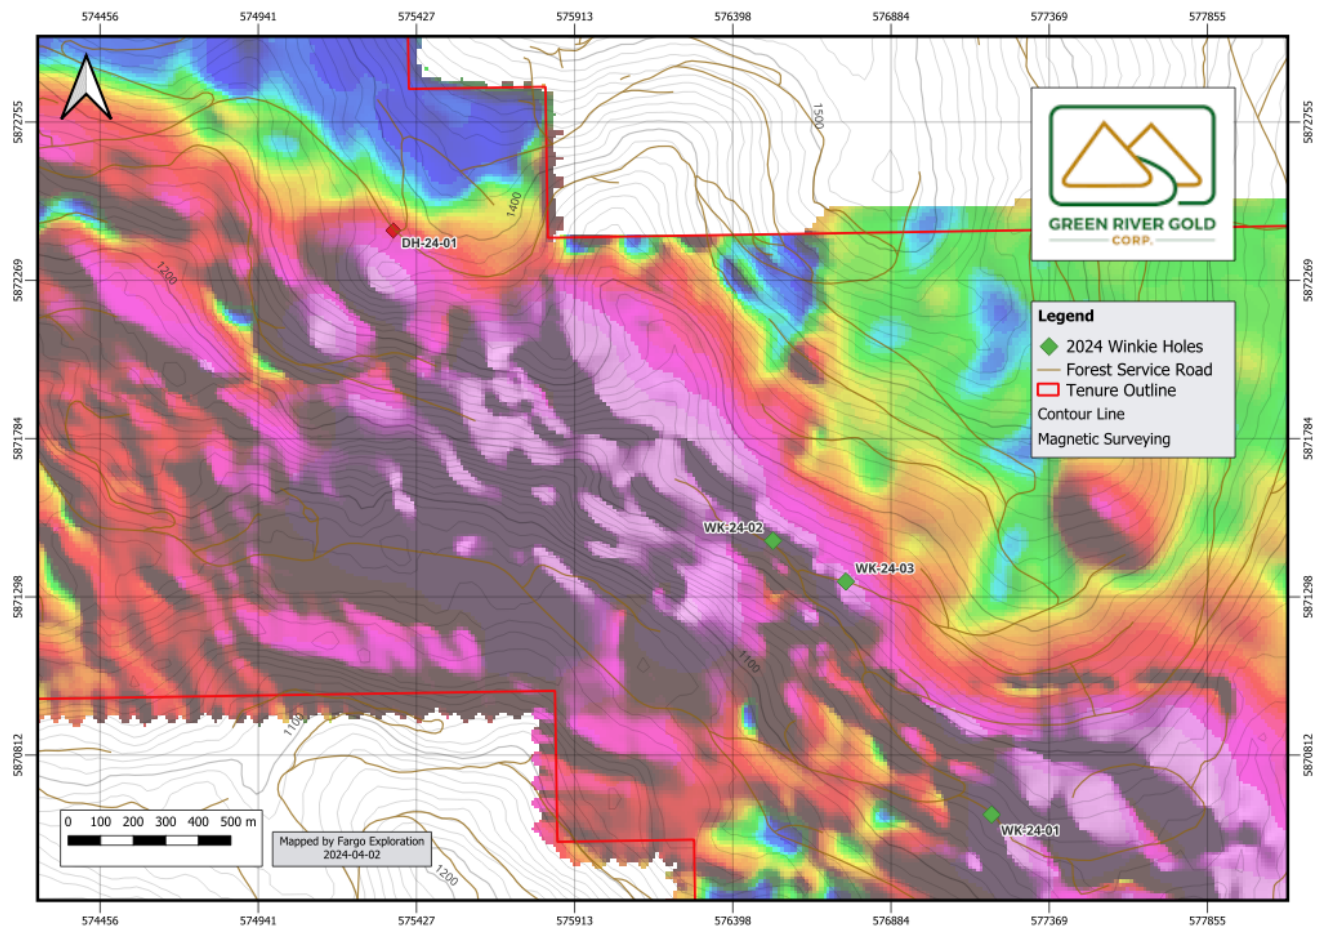 574456 574941 575427 575913 576398 576884 577369 577855
5872755 5872755
1500
GREEN RIVER GOLD
CORP.
1400
DH-24-01
1200
5872269 5872269
Legend
2024 Winkie Holes
Forest Service Road
Tenure Outline
Contour Line
Magnetic Surveying
5871784 5871784
WK-24-02
WK-24-03
5871298 5871298
1100
1100
5870812 5870812
WK-24-01
0 100 200 300 400 500 m
Mapped by Fargo Exploration
2024-04-02
1200
574456 574941 575427 575913 576398 576884 577369 577855